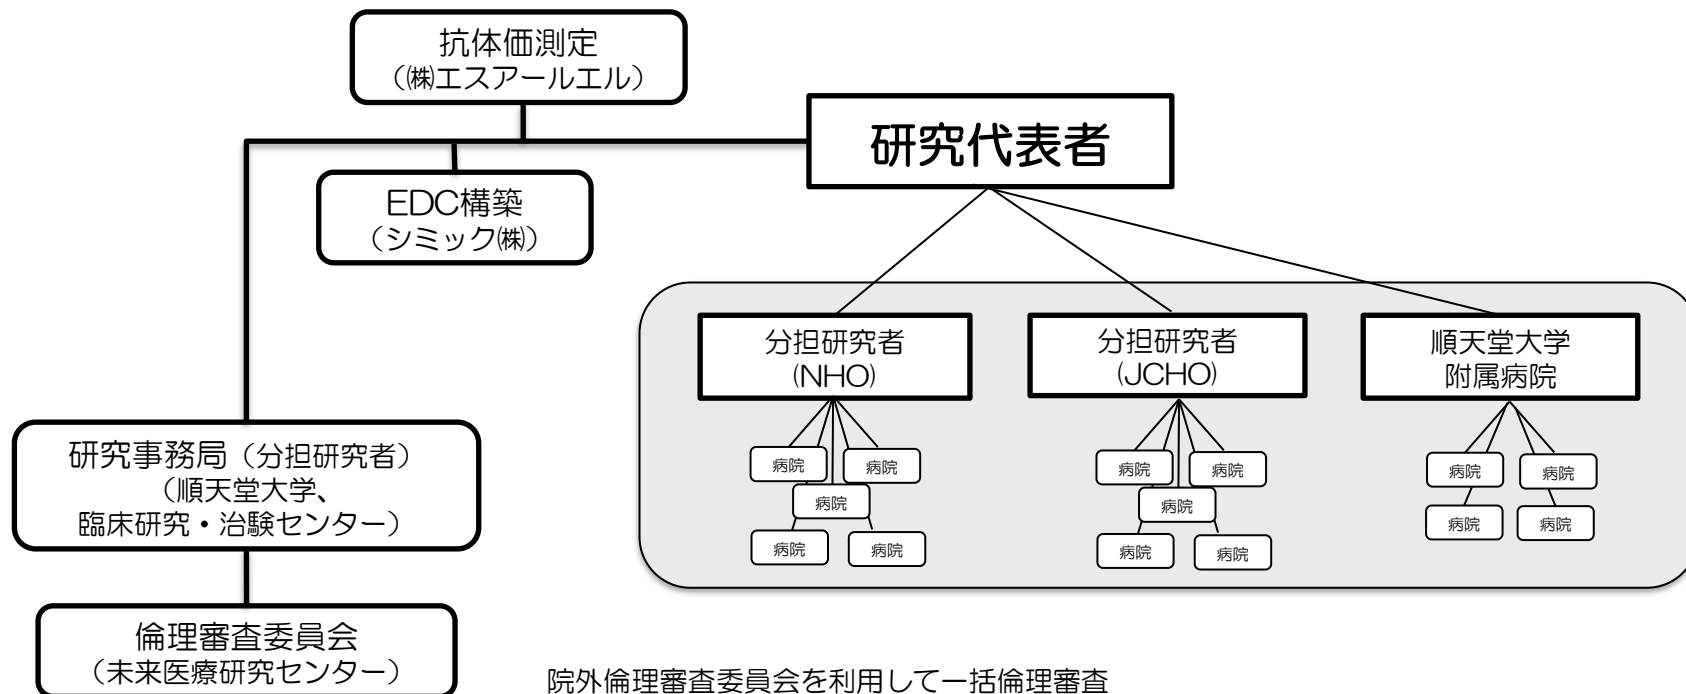 抗体価測定
（㈱エスアールエル）
研究代表者
EDC構築
（シミック㈱）
分担研究者
(NHO)
分担研究者
(JCHO)
順天堂大学
附属病院
病院
病院
病院
病院
病院
病院
病院
病院
病院
病院
病院
病院
病院
病院
研究事務局（分担研究者）
（順天堂大学、
臨床研究・治験センター）
倫理審査委員会
（未来医療研究センター）
院外倫理審査委員会を利用して一括倫理審査